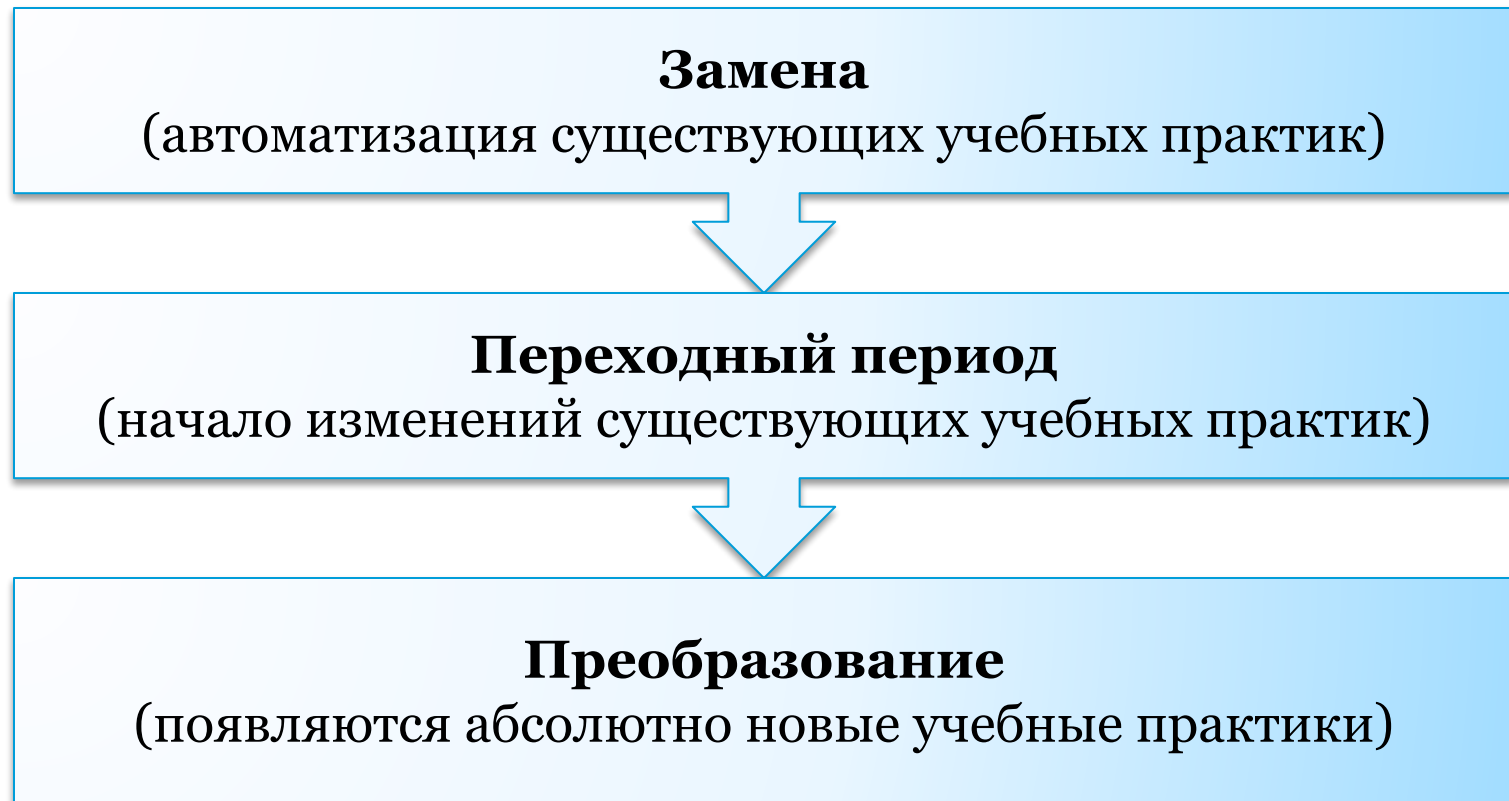 Замена
(автоматизация существующих учебных практик)
Переходный период
(начало изменений существующих учебных практик)
Преобразование
(появляются абсолютно новые учебные практики)